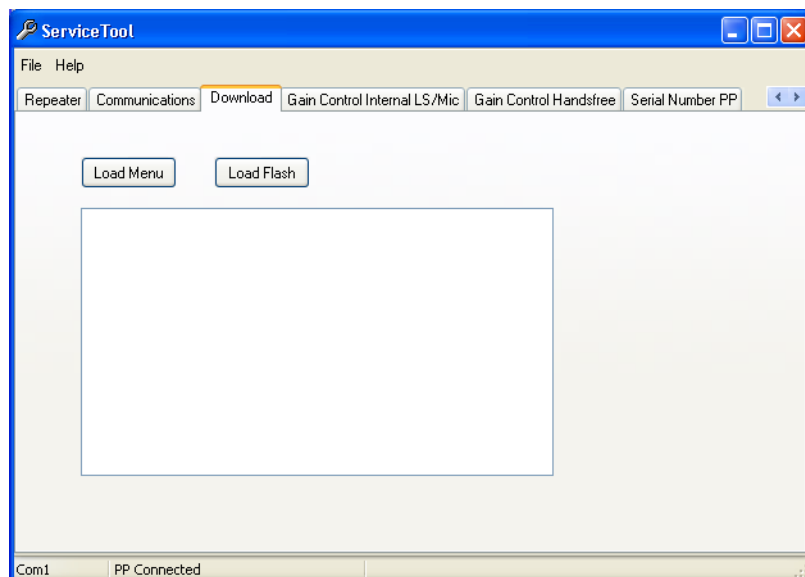 ServiceTool
File Help
Repeater Communications Download Gain Control Internal LS/Mic Gain Control Handsfree Serial Number PP
Load Menu Load Flash
Com1 PP Connected